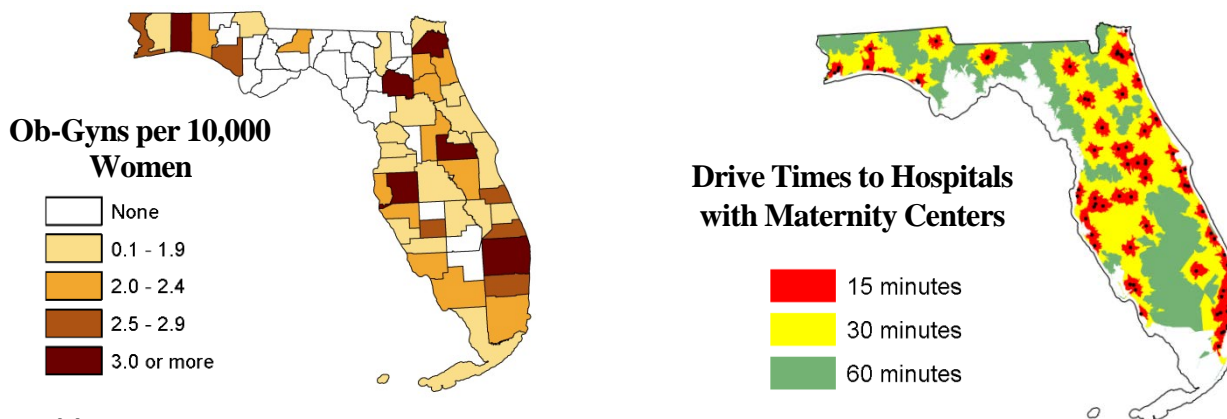 Ob-Gyns per 10,000
Women
None
0.1 - 1.9
2.0 - 2.4
2.5 - 2.9
3.0 or more
Drive Times to Hospitals
with Maternity Centers
15 minutes
30 minutes
60 minutes